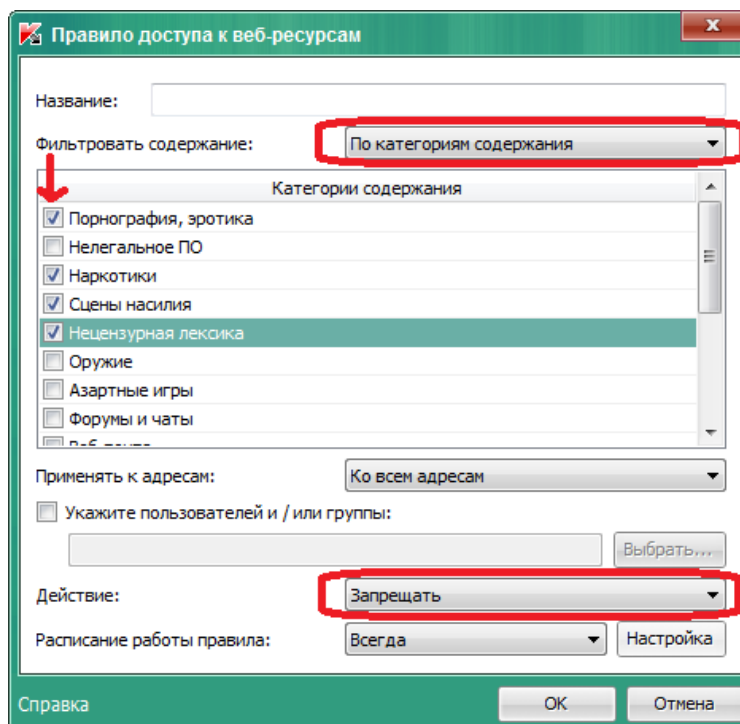 Правило доступа к веб-ресурсам
Название:
Фильтровать содержание: По категориям содержания
Категории содержания
Порнография, эротика
Нелегальное ПО
Наркотики
Сцены насилия
Нецензурная лексика
Оружие
Азартные игры
Форумы и чаты
Применять к адресам: Ко всем адресам
Укажите пользователей и / или группы:
Выбрать...
Действие: Запрещать
Расписание работы правила: Всегда Настройка
Справка ОК Отмена